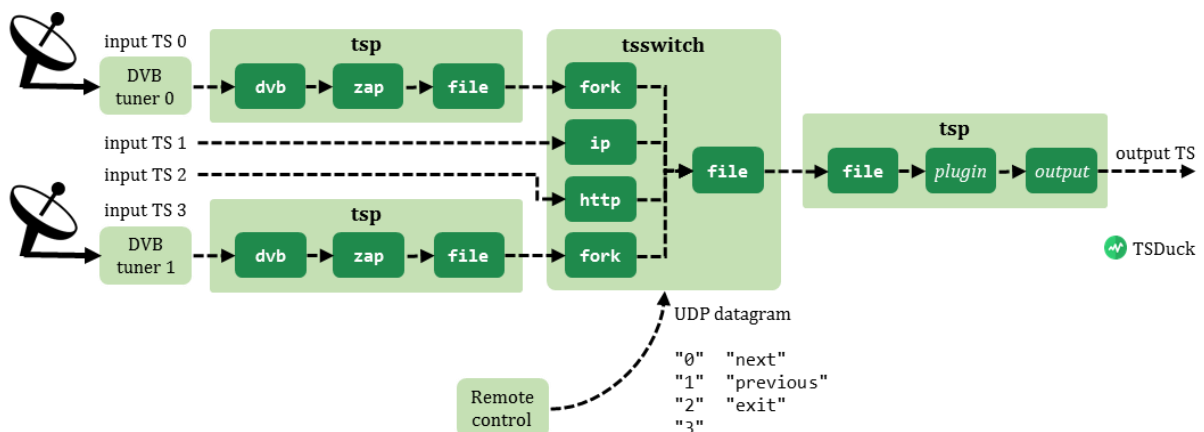 input TS 0
tsp
tsswitch
DVB
tuner 0
dvb
zap
file
fork
input TS 1
ip
tsp
input TS 2
http
file
file
plugin
output
output TS
input TS 3
tsp
DVB
tuner 1
dvb
zap
file
fork
TSDuck
UDP datagram
"0" "next"
"1" "previous"
"2" "exit"
"3"
Remote
control